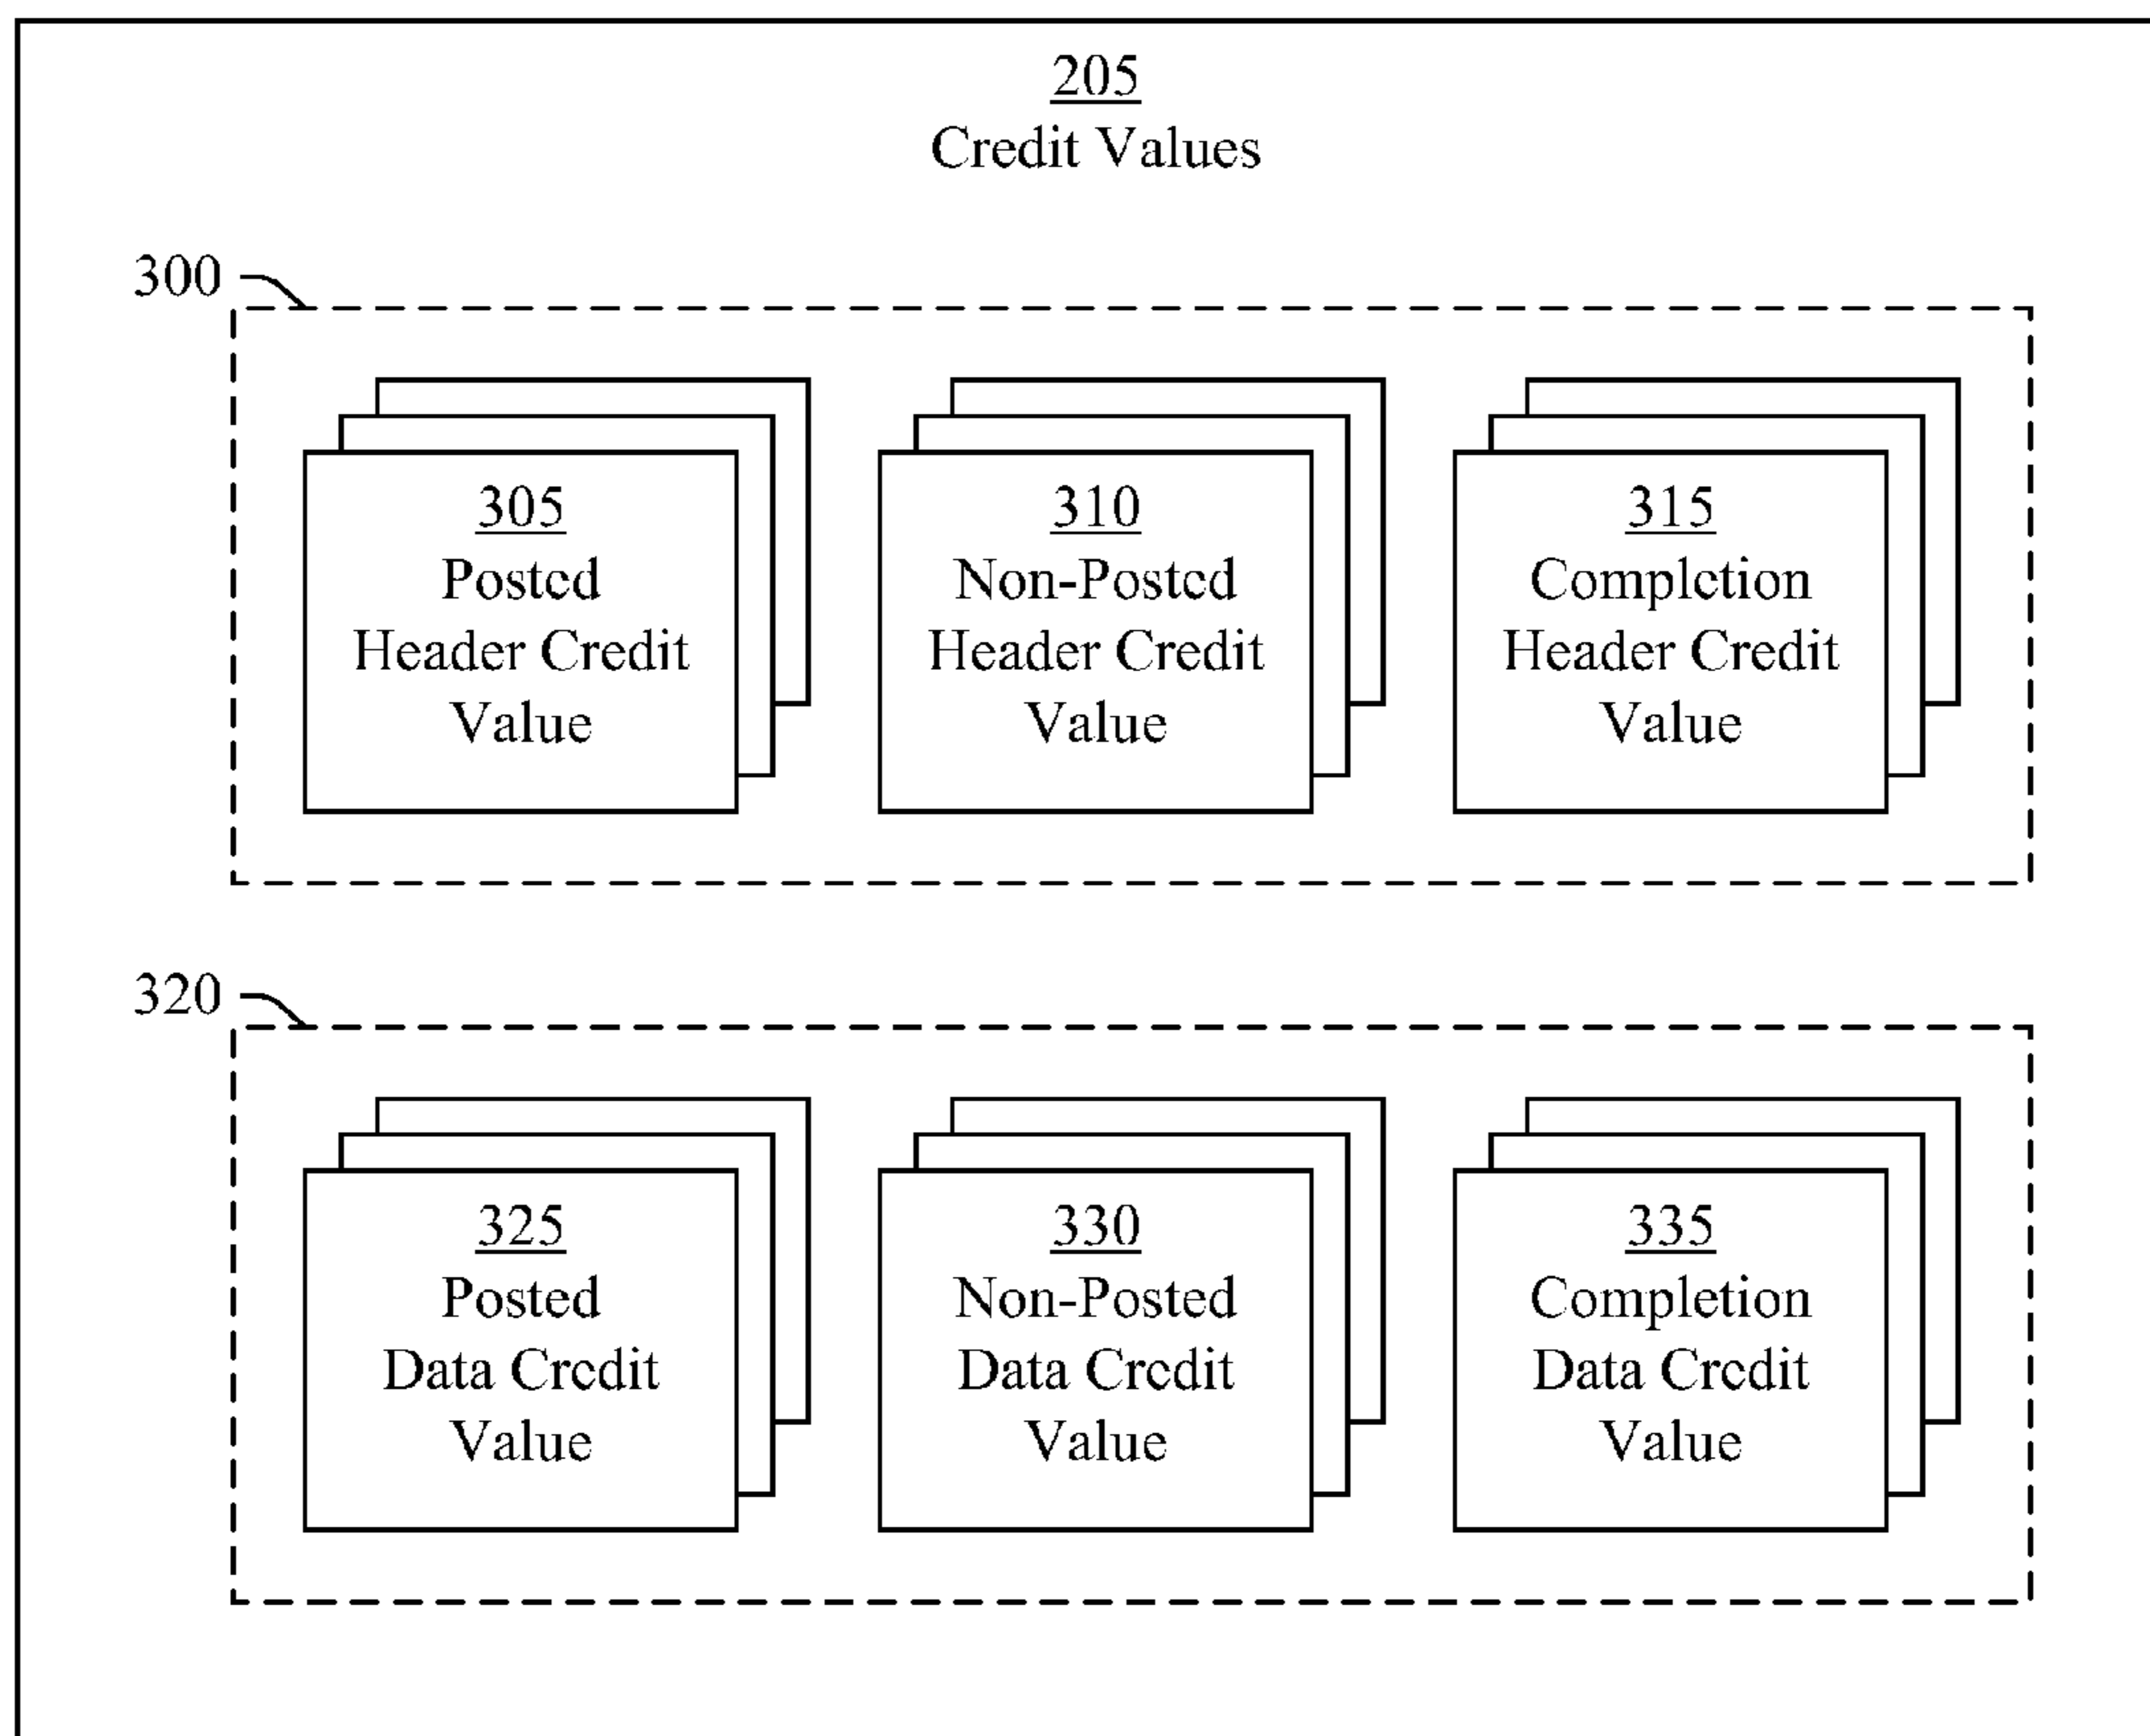 205
Credit Values
300
305
Posted
Header Credit
Value
310
Non-Posted
Header Credit
Value
315
Completion
Header Credit
Value
320
325
Posted
Data Credit
Value
330
Non-Posted
Data Credit
Value
335
Completion
Data Credit
Value